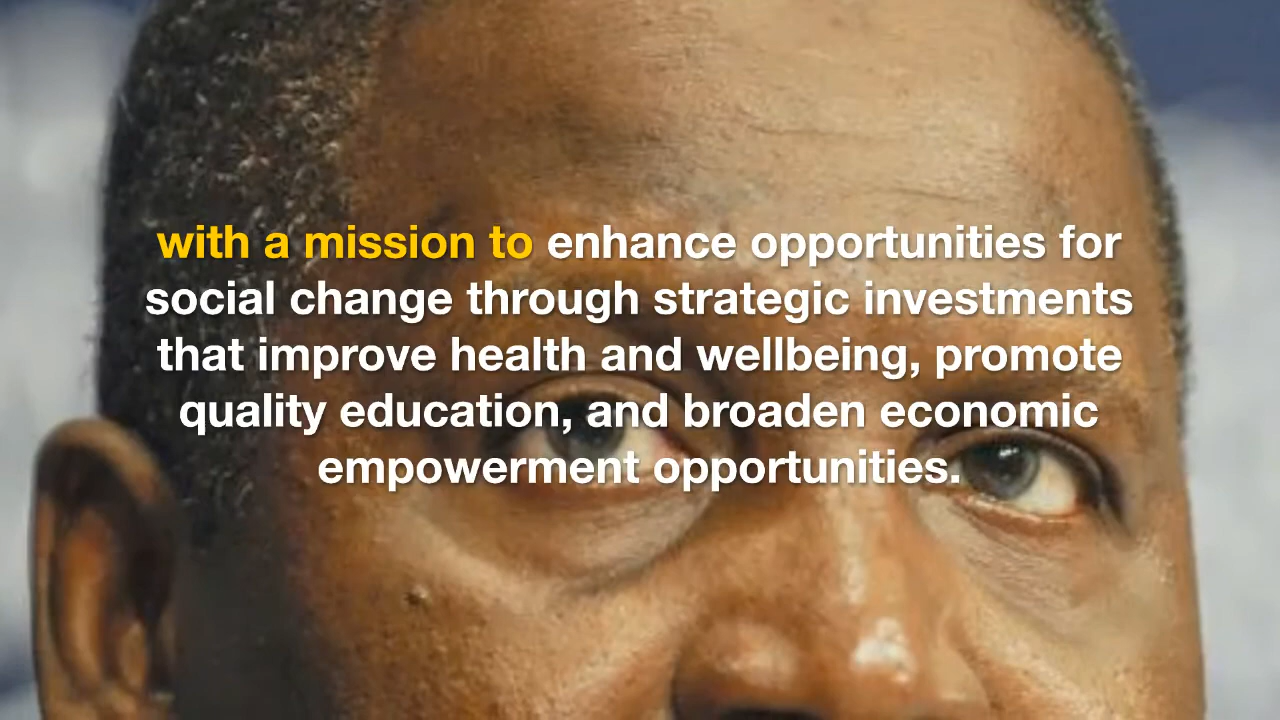 with a mission to enhance opportunities for
social change through strategic investments
that improve health and wellbeing, promote
quality education, and broaden economic
empowerment opportunities.